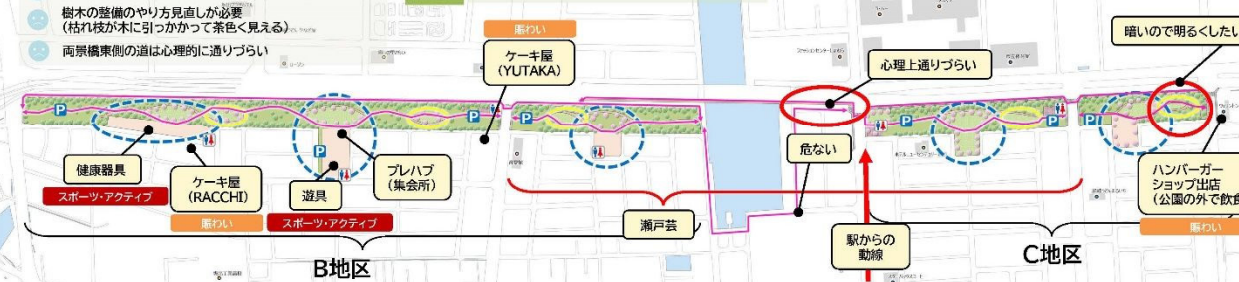 樹木の整備のやり方見直しが必要
(枯れ枝が木に引っかかって茶色く見える)
両景橋東側の道は心理的に通りづらい
賑わい
ケーキ屋
(YUTAKA)
心理上通りづらい
暗いので明るくしたい
P
P
P
P
P
P
健康器具
スポーツ・アクティブ
ケーキ屋
(RACCHI)
賑わい
遊具
スポーツ・アクティブ
プレハブ
(集会所)
危ない
瀬戸芸
駅からの
動線
ハンバーガー
ショップ出店
(公園の外で飲食
賑わい
B地区
C地区